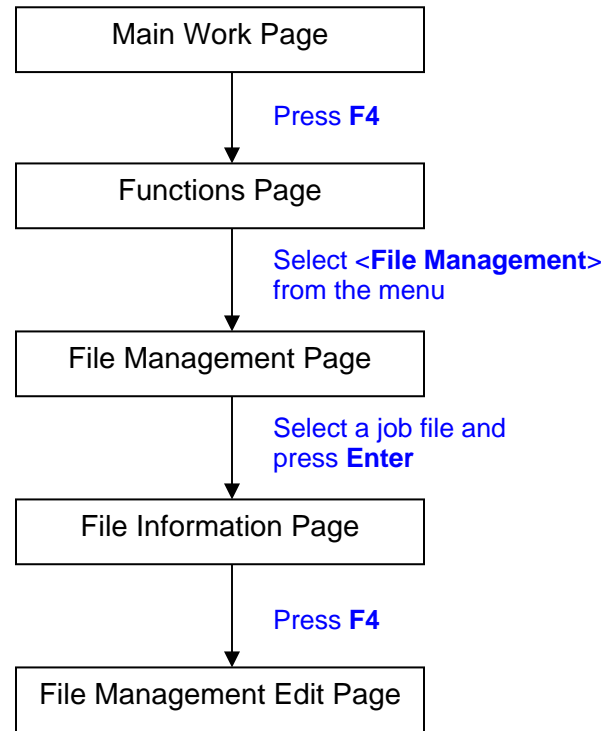 Main Work Page
Press F4
Functions Page
Select <File Management>
from the menu
File Management Page
Select a job file and
press Enter
File Information Page
Press F4
File Management Edit Page